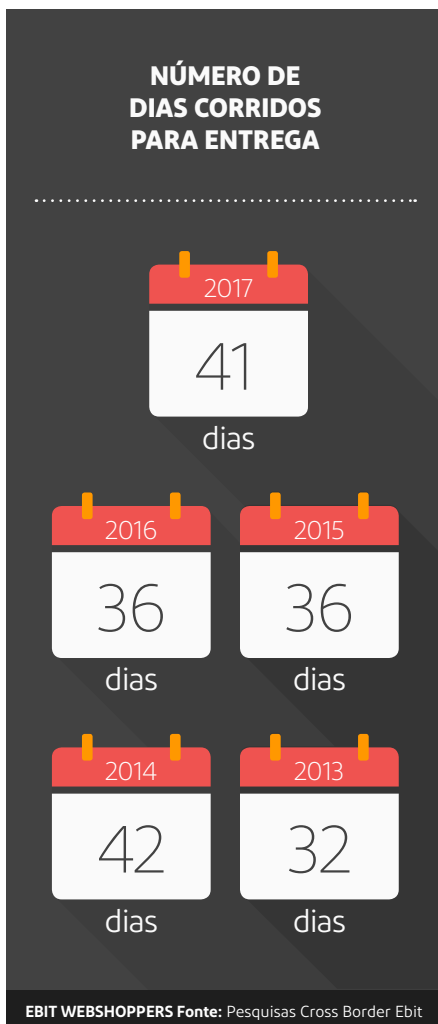 NÚMERO DE
DIAS CORRIDOS
PARA ENTREGA
2017
41
dias
2016
36
dias
2015
36
dias
2014
42
dias
2013
32
dias
EBIT WEBSHOPPERS Fonte: Pesquisas Cross Border Ebit